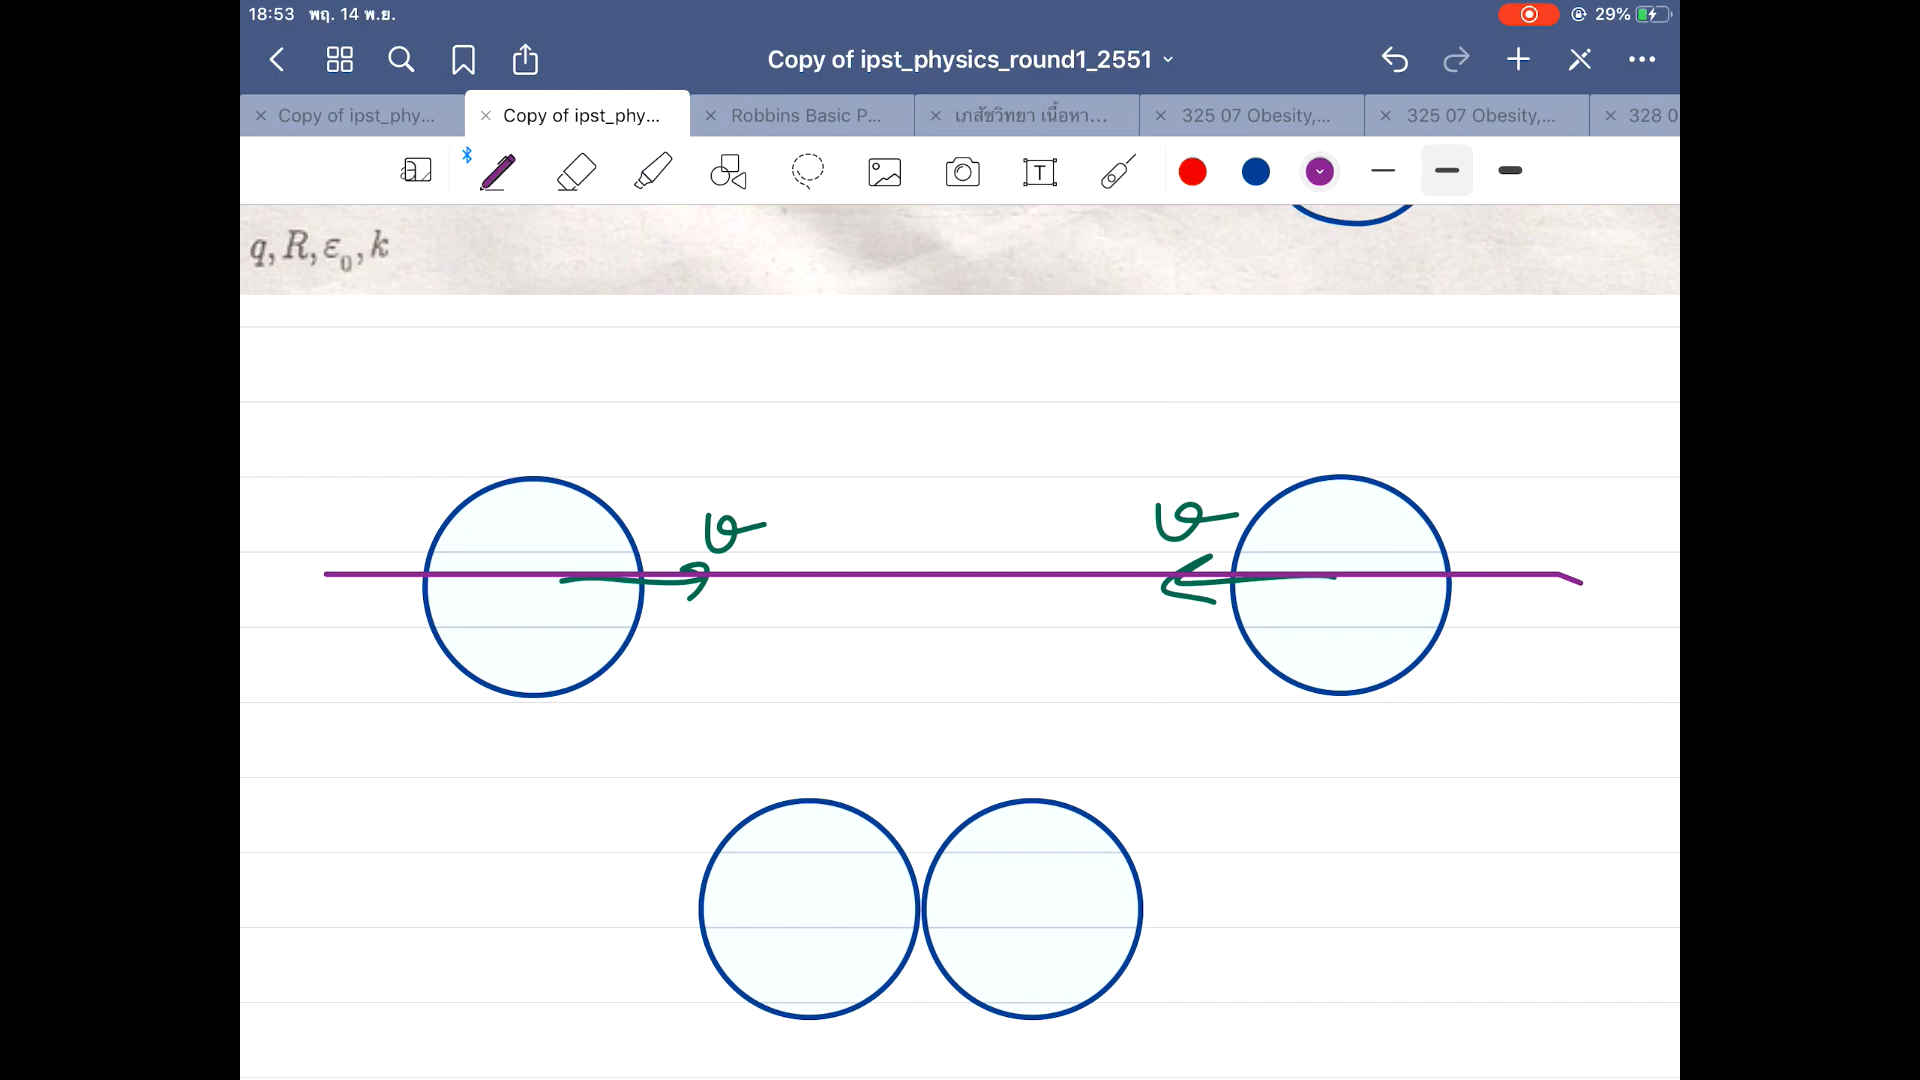 18:53 พฤ. 14 พ.ย.
29%
Copy of ipst_physics_round1_2551
Copy of ipst_phy...
Copy of ipst_phy...
Robbins Basic P...
เภสัชวิทยา เนื้อหา...
325 07 Obesity,...
325 07 Obesity,...
328 0
T
q, R, ε₀, k
v
v